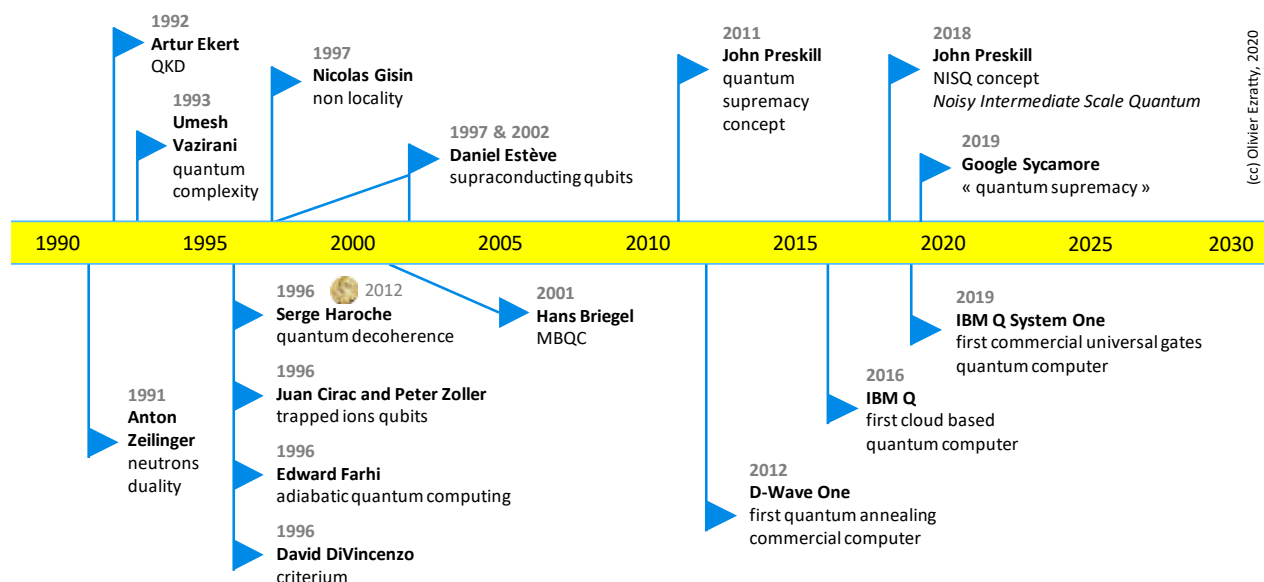 1992
Artur Ekert
QKD
1993
Umesh
Vazirani
quantum
complexity
1997
Nicolas Gisin
non locality
1997 & 2002
Daniel Estève
supraconducting qubits
2011
John Preskill
quantum
supremacy
concept
2018
John Preskill
NISQ concept
Noisy Intermediate Scale Quantum
2019
Google Sycamore
« quantum supremacy »
(cc) Olivier Ezratty, 2020
1990 1995 2000 2005 2010 2015 2020 2025 2030
1991
Anton
Zeilinger
neutrons
duality
1996 2012
Serge Haroche
quantum decoherence
1996
Juan Cirac and Peter Zoller
trapped ions qubits
1996
Edward Farhi
adiabatic quantum computing
1996
David DiVincenzo
criterium
2001
Hans Briegel
MBQC
2012
D-Wave One
first quantum annealing
commercial computer
2016
IBM Q
first cloud based
quantum computer
2019
IBM Q System One
first commercial universal gates
quantum computer